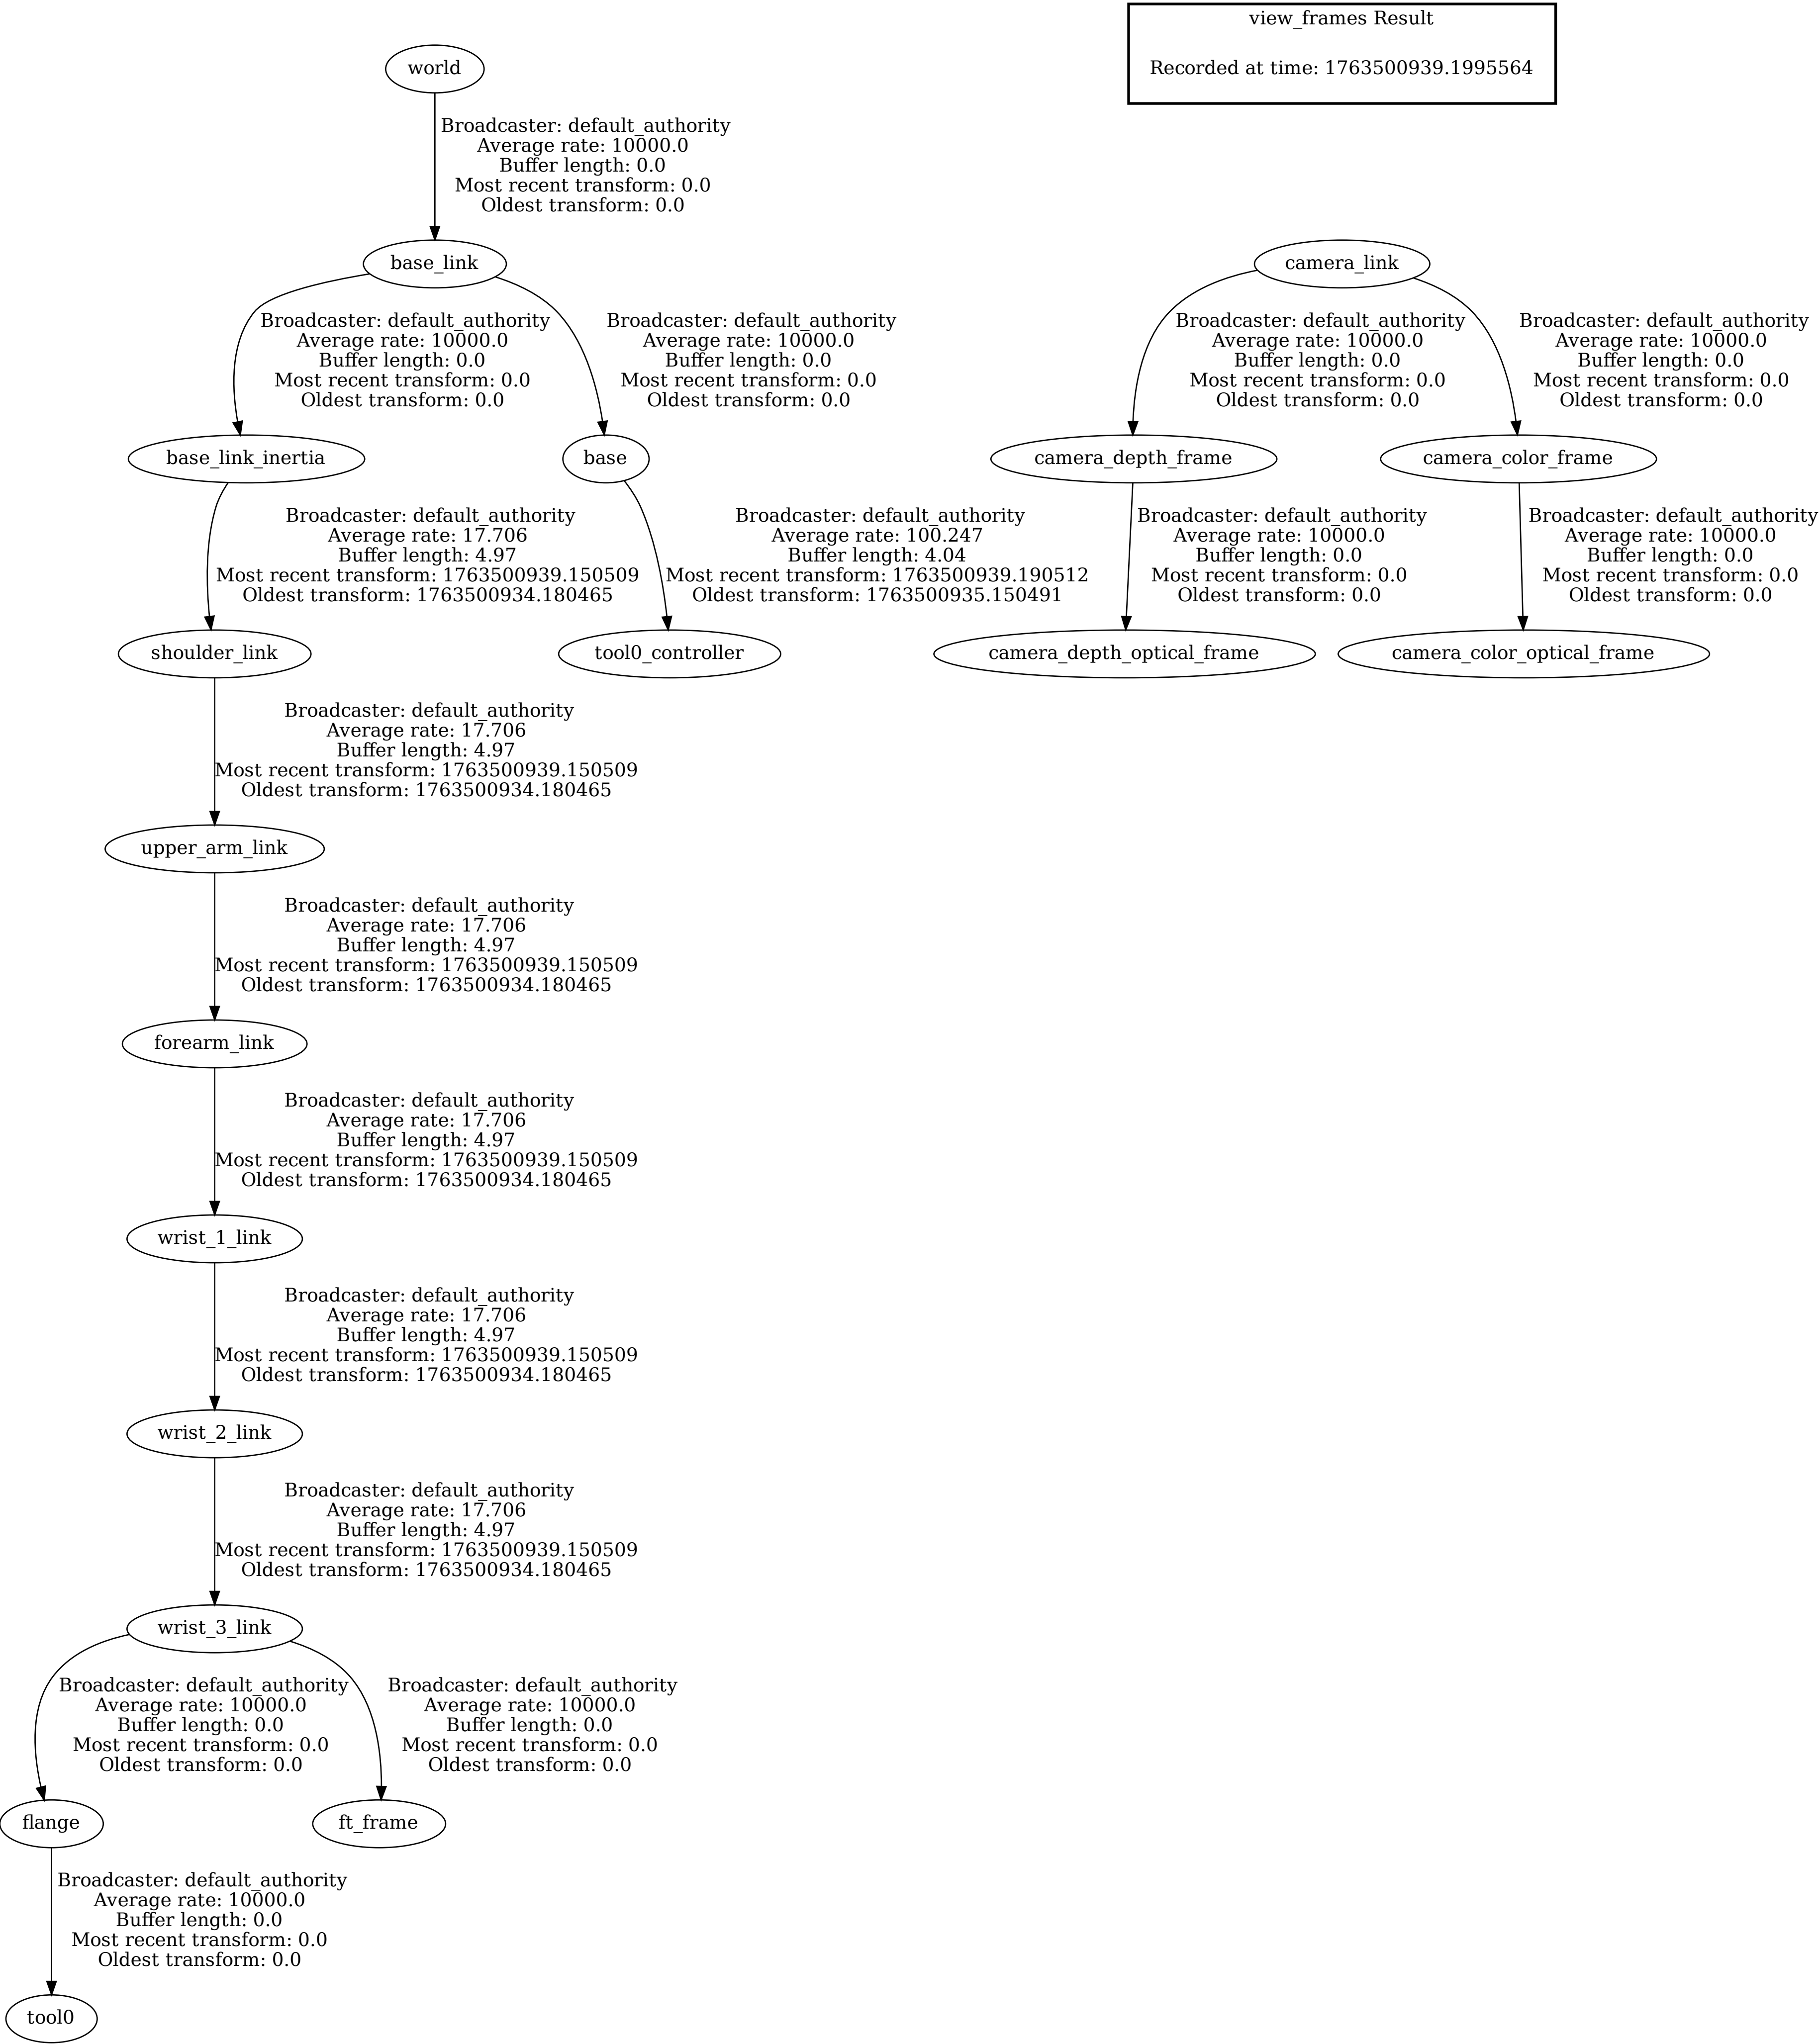 view_frames Result
Recorded at time: 1763500939.1995564
world
Broadcaster: default_authority
Average rate: 10000.0
Buffer length: 0.0
Most recent transform: 0.0
Oldest transform: 0.0
base_link
Broadcaster: default_authority
Average rate: 10000.0
Buffer length: 0.0
Most recent transform: 0.0
Oldest transform: 0.0
Broadcaster: default_authority
Average rate: 10000.0
Buffer length: 0.0
Most recent transform: 0.0
Oldest transform: 0.0
base_link_inertia
base
Broadcaster: default_authority
Average rate: 17.706
Buffer length: 4.97
Most recent transform: 1763500939.150509
Oldest transform: 1763500934.180465
Broadcaster: default_authority
Average rate: 100.247
Buffer length: 4.04
Most recent transform: 1763500939.190512
Oldest transform: 1763500935.150491
shoulder_link
tool0_controller
Broadcaster: default_authority
Average rate: 17.706
Buffer length: 4.97
Most recent transform: 1763500939.150509
Oldest transform: 1763500934.180465
upper_arm_link
Broadcaster: default_authority
Average rate: 17.706
Buffer length: 4.97
Most recent transform: 1763500939.150509
Oldest transform: 1763500934.180465
forearm_link
Broadcaster: default_authority
Average rate: 17.706
Buffer length: 4.97
Most recent transform: 1763500939.150509
Oldest transform: 1763500934.180465
wrist_1_link
Broadcaster: default_authority
Average rate: 17.706
Buffer length: 4.97
Most recent transform: 1763500939.150509
Oldest transform: 1763500934.180465
wrist_2_link
Broadcaster: default_authority
Average rate: 17.706
Buffer length: 4.97
Most recent transform: 1763500939.150509
Oldest transform: 1763500934.180465
wrist_3_link
Broadcaster: default_authority
Average rate: 10000.0
Buffer length: 0.0
Most recent transform: 0.0
Oldest transform: 0.0
Broadcaster: default_authority
Average rate: 10000.0
Buffer length: 0.0
Most recent transform: 0.0
Oldest transform: 0.0
flange
ft_frame
Broadcaster: default_authority
Average rate: 10000.0
Buffer length: 0.0
Most recent transform: 0.0
Oldest transform: 0.0
tool0
camera_link
Broadcaster: default_authority
Average rate: 10000.0
Buffer length: 0.0
Most recent transform: 0.0
Oldest transform: 0.0
Broadcaster: default_authority
Average rate: 10000.0
Buffer length: 0.0
Most recent transform: 0.0
Oldest transform: 0.0
camera_depth_frame
camera_color_frame
Broadcaster: default_authority
Average rate: 10000.0
Buffer length: 0.0
Most recent transform: 0.0
Oldest transform: 0.0
Broadcaster: default_authority
Average rate: 10000.0
Buffer length: 0.0
Most recent transform: 0.0
Oldest transform: 0.0
camera_depth_optical_frame
camera_color_optical_frame